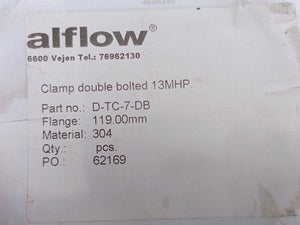 alflow®
6600 Vejen Tel.: 76962130
Clamp double bolted 13MHP.
Part no.: D-TC-7-DB
Flange: 119.00mm
Material: 304
Qty.: pcs.
PO.: 62169